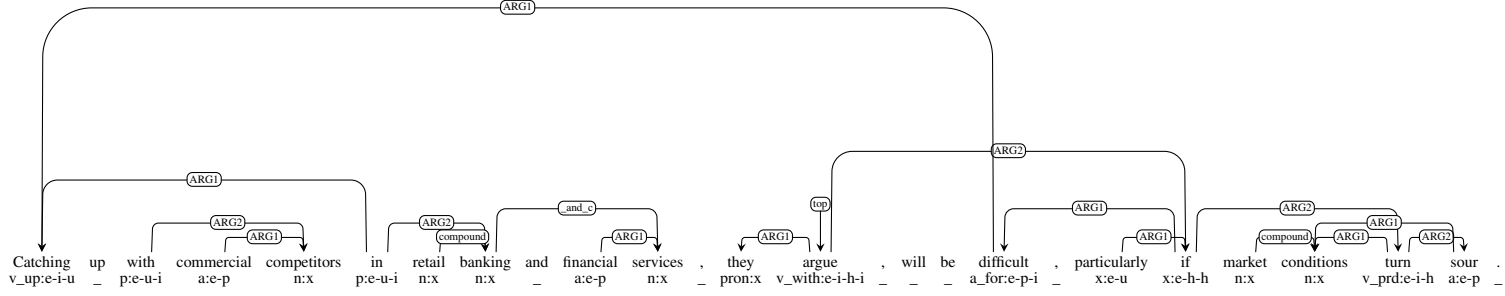 ARG1
ARG2
ARG1
top
_and_c
ARG2 ARG2 ARG1 ARG2 ARG1
ARG1 compound ARG1 ARG1 ARG1 compound ARG1 ARG2
Catching up with commercial competitors in retail banking and financial services , they argue , will be difficult , particularly if market conditions turn sour .
v_up:e-i-u _ p:e-u-i a:e-p n:x p:e-u-i n:x n:x _ a:e-p n:x _ pron:x v_with:e-i-h-i _ _ _ a_for:e-p-i _ x:e-u x:e-h-h n:x n:x v_prd:e-i-h a:e-p _